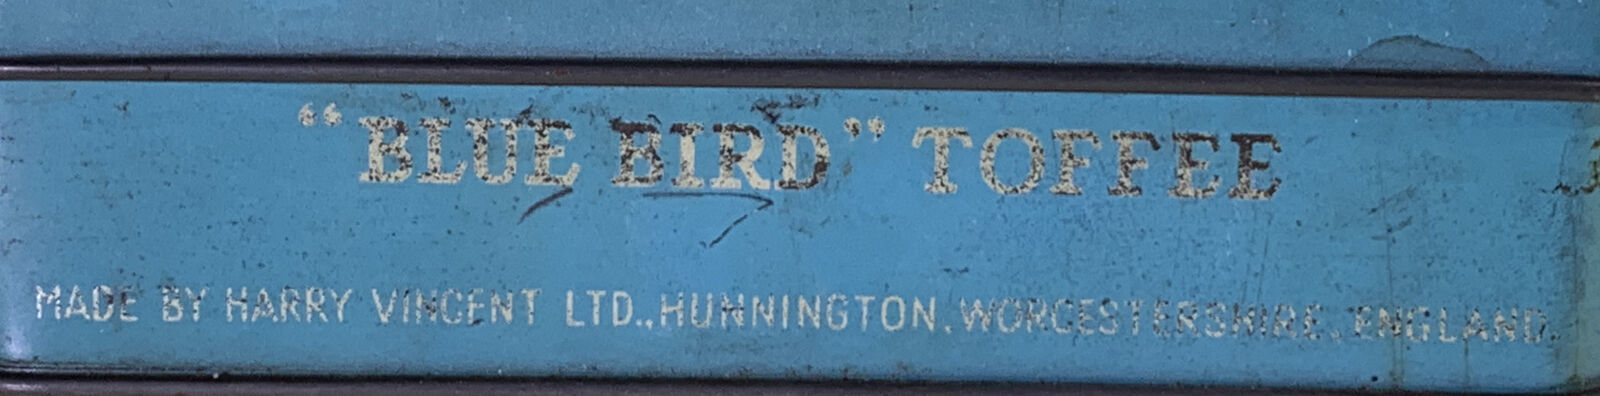 “BLUE BIRD” TOFFEE
MADE BY HARRY VINCENT LTD., HUNNINGTON, WORCESTERSHIRE, ENGLAND.